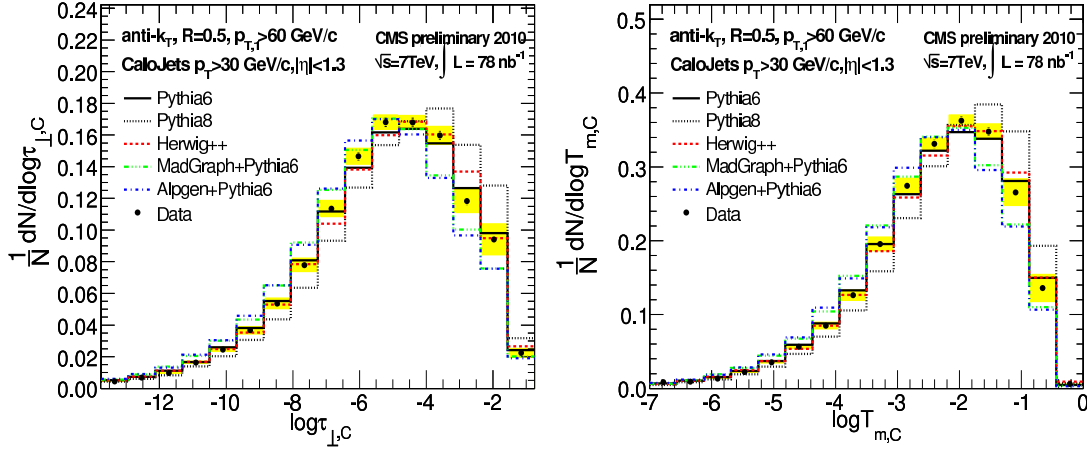 anti-k_T, R=0.5, p_T,1>60 GeV/c
CMS preliminary 2010
CaloJets p_T>30 GeV/c,|η|<1.3
√s=7TeV, ∫ L = 78 nb⁻¹
Pythia6
Pythia8
Herwig++
MadGraph+Pythia6
Alpgen+Pythia6
Data
1/N dN/dlogτ_⊥,C
0.24
0.22
0.20
0.18
0.16
0.14
0.12
0.10
0.08
0.06
0.04
0.02
0.00
-12 -10 -8 -6 -4 -2
logτ_⊥,C
anti-k_T, R=0.5, p_T,1>60 GeV/c
CMS preliminary 2010
CaloJets p_T>30 GeV/c,|η|<1.3
√s=7TeV, ∫ L = 78 nb⁻¹
Pythia6
Pythia8
Herwig++
MadGraph+Pythia6
Alpgen+Pythia6
Data
1/N dN/dlogT_m,C
0.5
0.4
0.3
0.2
0.1
0.0
-7 -6 -5 -4 -3 -2 -1 0
logT_m,C